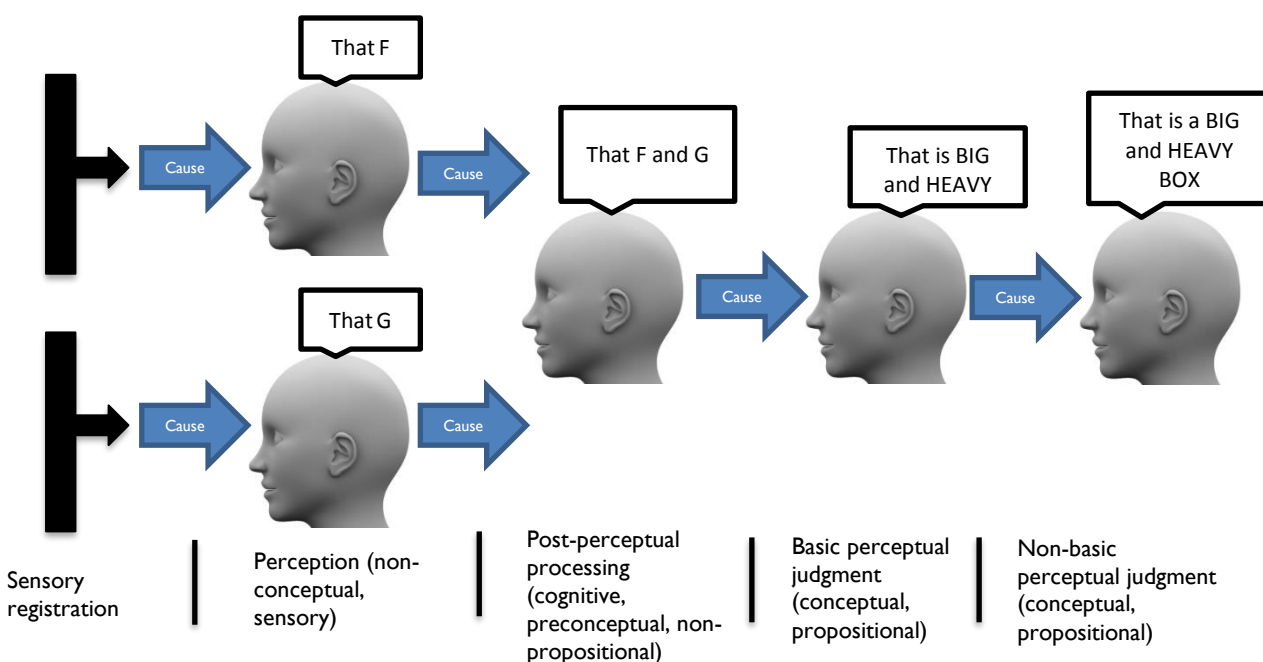 That F
That F and G
That is BIG
and HEAVY
That is a BIG
and HEAVY
BOX
Cause
Cause
That G
Cause
Cause
Cause
Cause
Sensory
registration
Perception (non-
conceptual,
sensory)
Post-perceptual
processing
(cognitive,
preconceptual, non-
propositional)
Basic perceptual
judgment
(conceptual,
propositional)
Non-basic
perceptual judgment
(conceptual,
propositional)